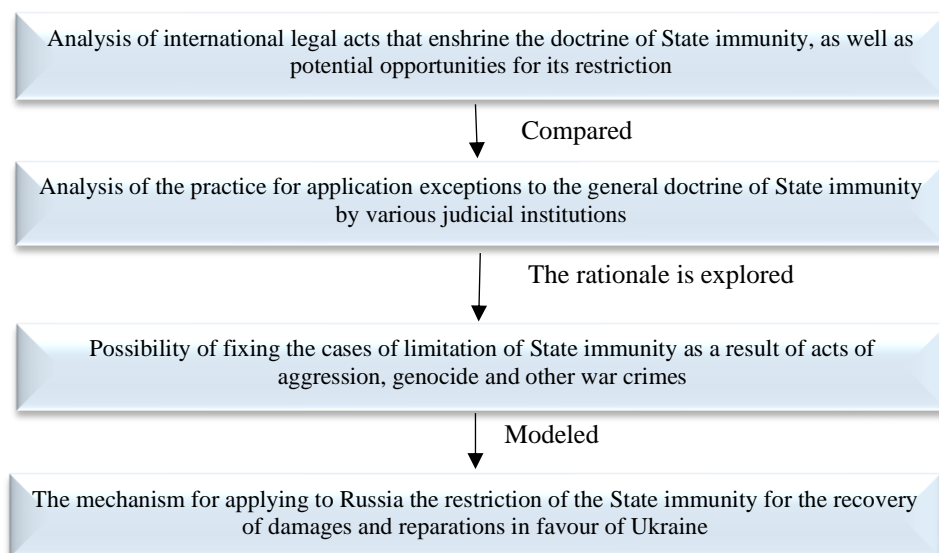 Analysis of international legal acts that enshrine the doctrine of State immunity, as well as
potential opportunities for its restriction
Compared
Analysis of the practice for application exceptions to the general doctrine of State immunity
by various judicial institutions
The rationale is explored
Possibility of fixing the cases of limitation of State immunity as a result of acts of
aggression, genocide and other war crimes
Modeled
The mechanism for applying to Russia the restriction of the State immunity for the recovery
of damages and reparations in favour of Ukraine